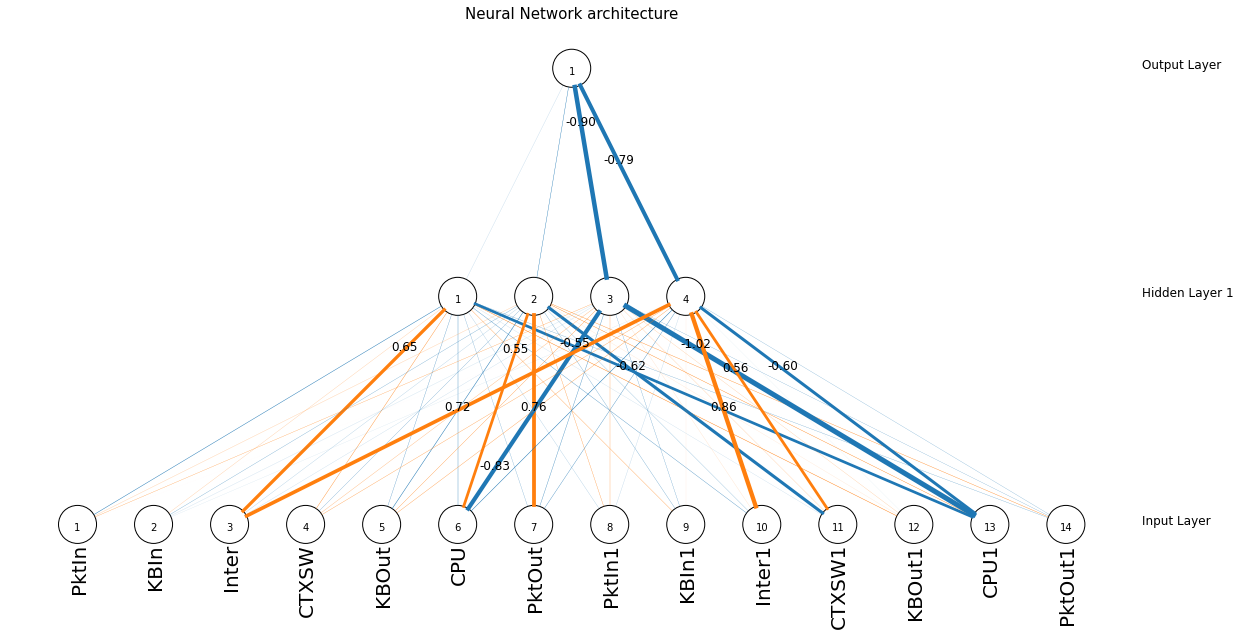 Neural Network architecture
1
Output Layer
-0.90
-0.79
1 2 3 4
Hidden Layer 1
0.65 0.55 -0.55 -1.02
-0.62 0.56 -0.60
0.72 0.76 0.86
-0.83
1 2 3 4 5 6 7 8 9 10 11 12 13 14
Input Layer
PktIn
KBIn
Inter
CTXSW
KBOut
CPU
PktOut
PktIn1
KBIn1
Inter1
CTXSW1
KBOut1
CPU1
PktOut1